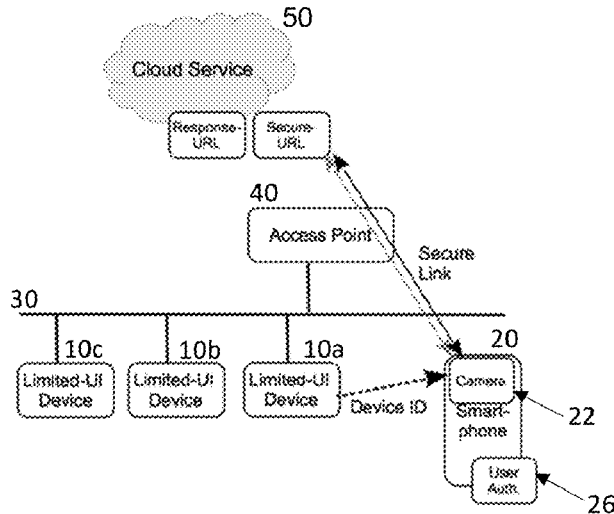 50
Cloud Service
Response-
URL
Secure-
URL
40
Access Point
Secure
Link
30
20
10c
10b
10a
Limited-UI
Device
Limited-UI
Device
Limited-UI
Device
Device ID
Camera
Smart-
phone
22
User
Auth.
26